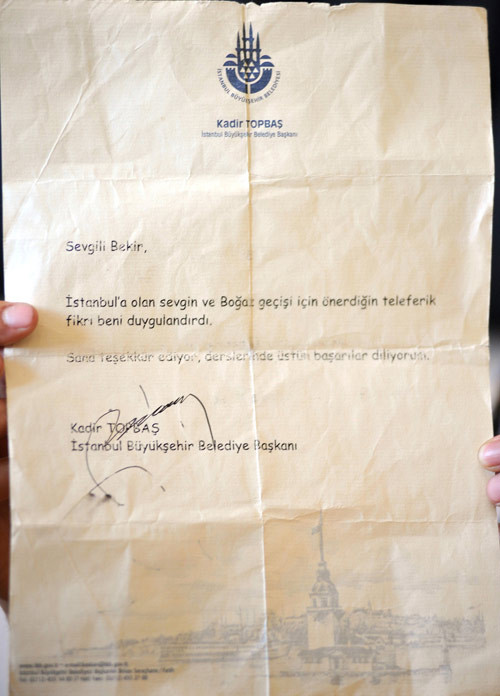 İSTANBUL BÜYÜKŞEHİR BELEDİYESİ
Kadir TOPBAŞ
İstanbul Büyükşehir Belediye Başkanı
Sevgili Bekir,
İstanbul'a olan sevgin ve Boğaz geçişi için önerdiğin teleferik
fikri beni duygulandırdı.
Sana teşekkür ediyor, derslerinde üstün başarılar diliyorum.
Kadir TOPBAŞ
İstanbul Büyükşehir Belediye Başkanı